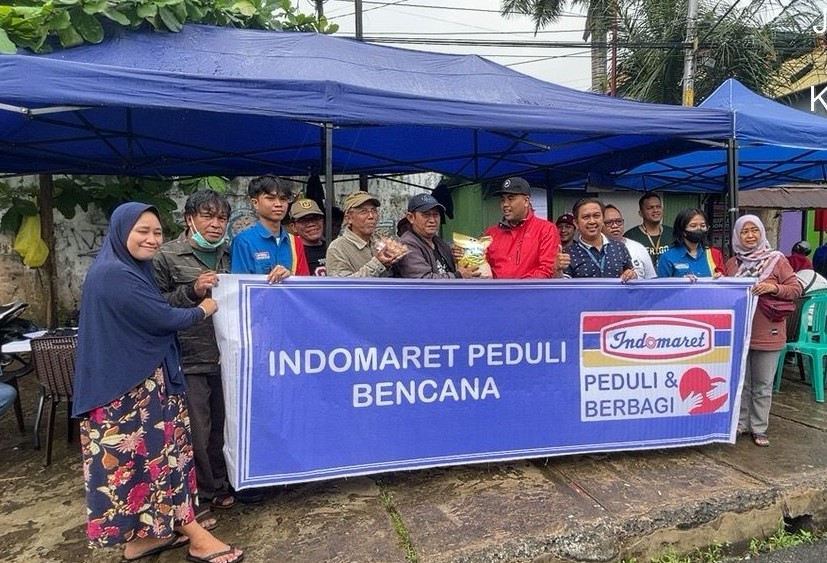 J
K
INDOMARET PEDULI
BENCANA
Indomaret
PEDULI &
BERBAGI